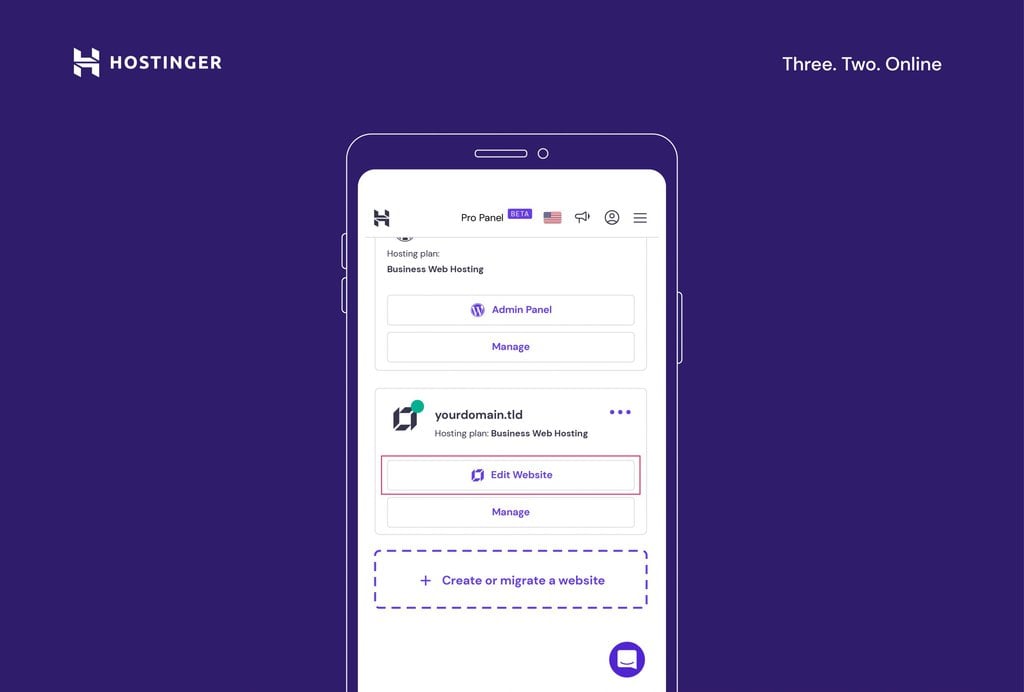 HOSTINGER
Three. Two. Online
Pro Panel BETA
Hosting plan:
Business Web Hosting
Admin Panel
Manage
yourdomain.tld
Hosting plan: Business Web Hosting
Edit Website
Manage
+ Create or migrate a website